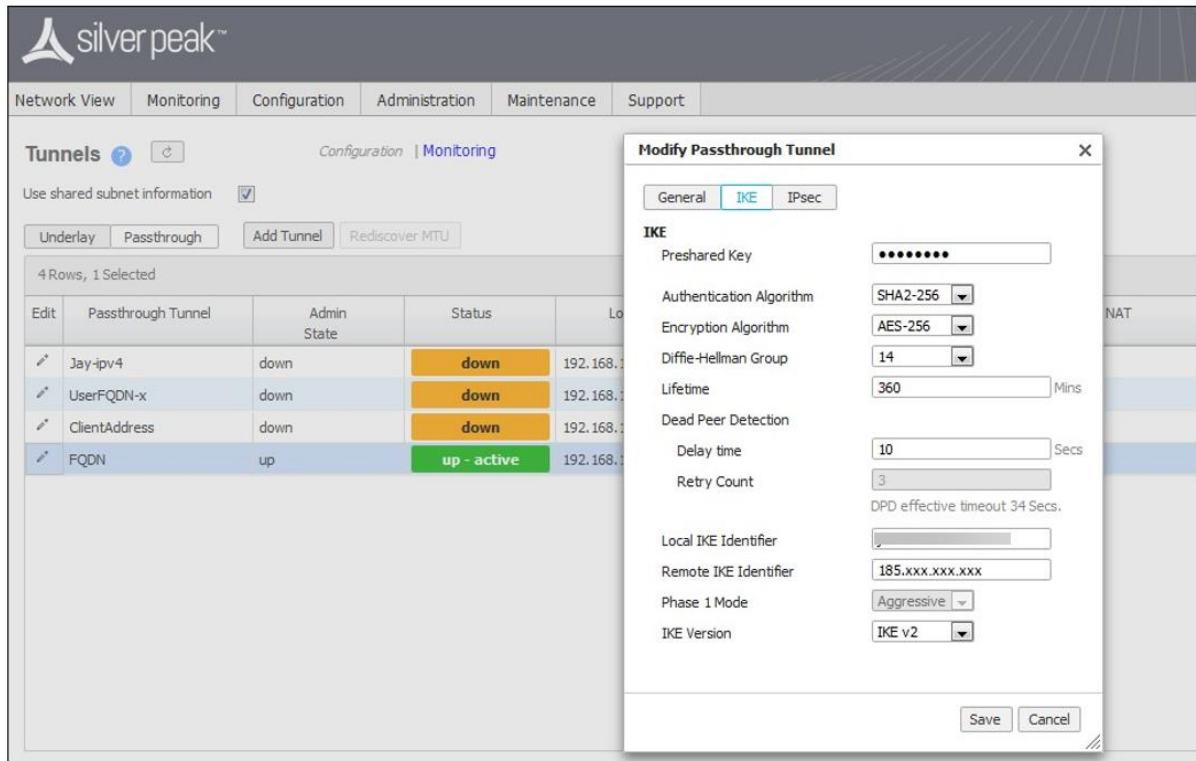 silver peak™
Network View Monitoring Configuration Administration Maintenance Support
Tunnels ? Configuration | Monitoring
Use shared subnet information
Underlay Passthrough Add Tunnel Rediscover MTU
4 Rows, 1 Selected
Edit Passthrough Tunnel Admin State Status Lo NAT
Jay-ipv4 down down 192.168.
UserFQDN-x down down 192.168.
ClientAddress down down 192.168.
FQDN up up - active 192.168.
Modify Passthrough Tunnel
General IKE IPsec
IKE
Preshared Key ••••••••
Authentication Algorithm SHA2-256
Encryption Algorithm AES-256
Diffie-Hellman Group 14
Lifetime 360 Mins
Dead Peer Detection
Delay time 10 Secs
Retry Count 3
DPD effective timeout 34 Secs.
Local IKE Identifier
Remote IKE Identifier 185.xxx.xxx.xxx
Phase 1 Mode Aggressive
IKE Version IKE v2
Save Cancel